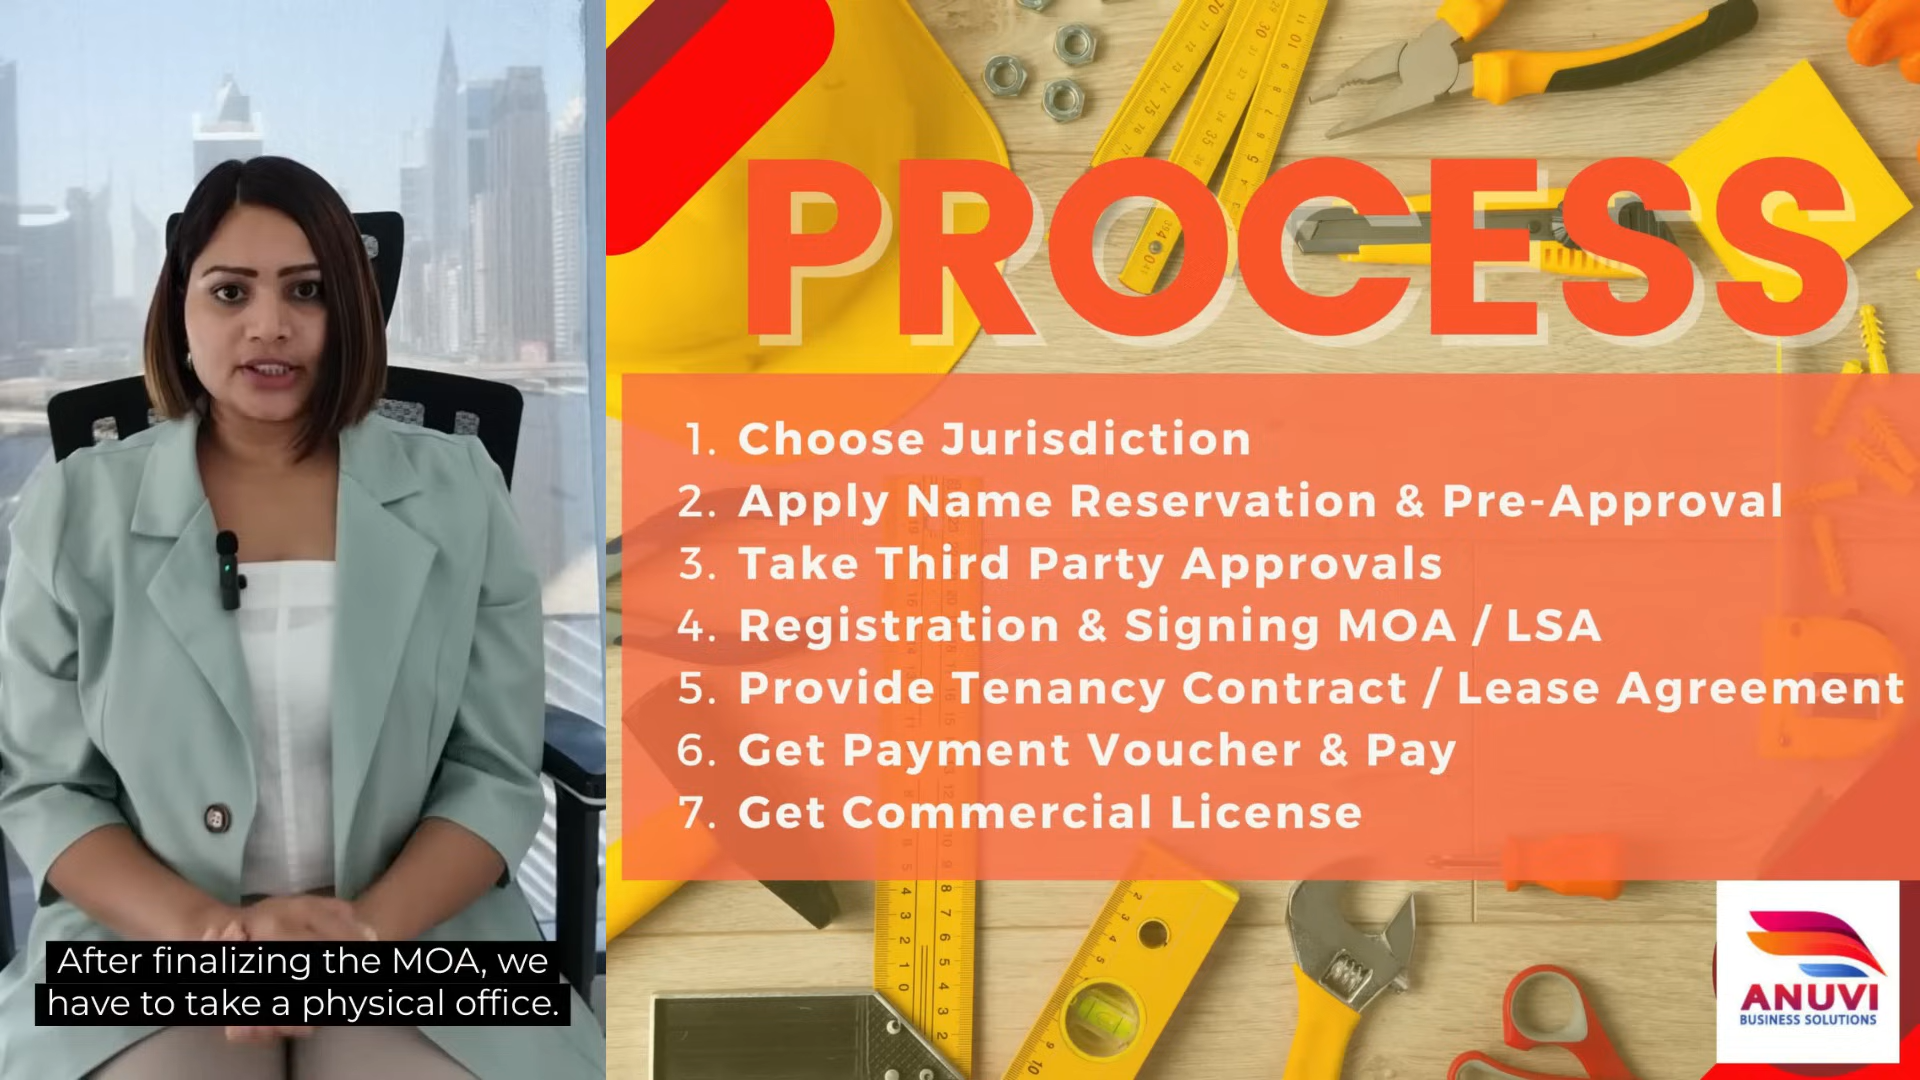 PROCESS
1. Choose Jurisdiction
2. Apply Name Reservation & Pre-Approval
3. Take Third Party Approvals
4. Registration & Signing MOA / LSA
5. Provide Tenancy Contract / Lease Agreement
6. Get Payment Voucher & Pay
7. Get Commercial License
After finalizing the MOA, we
have to take a physical office.
ANUVI
BUSINESS SOLUTIONS